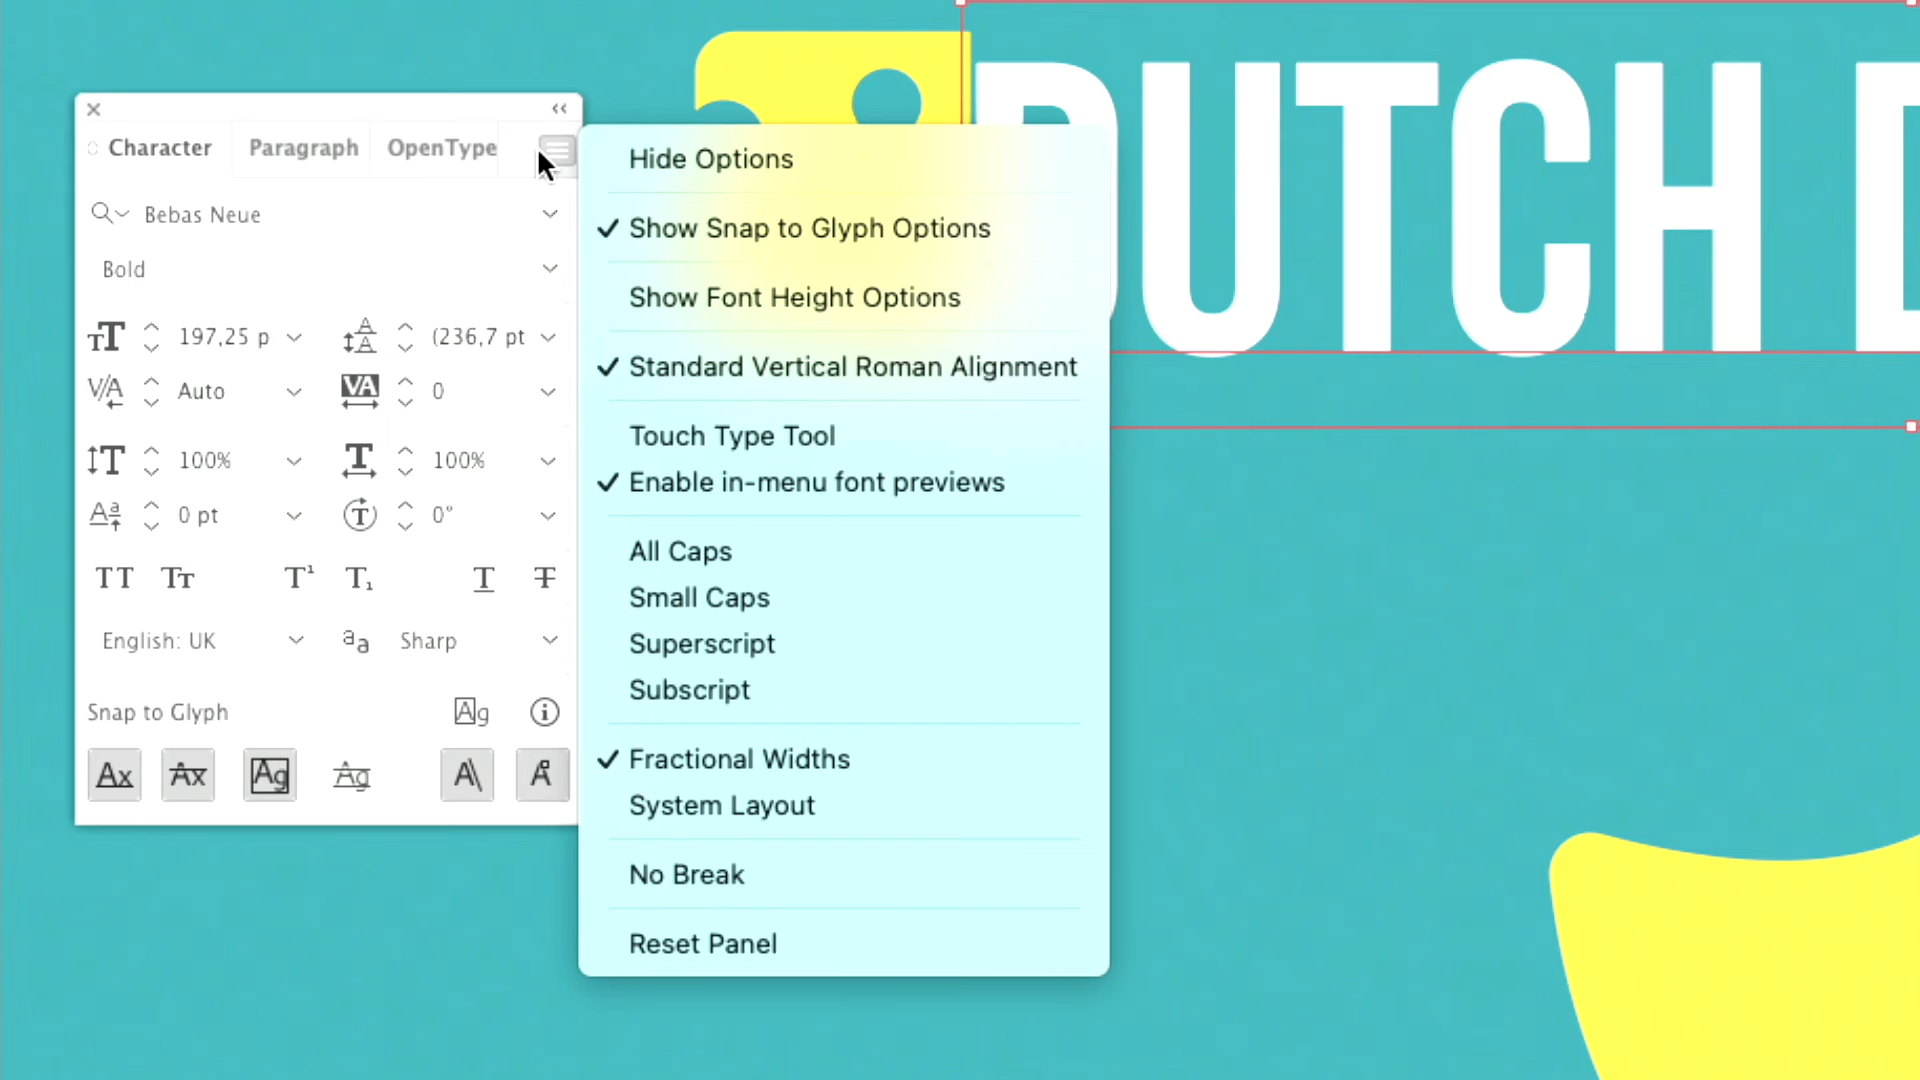 DUTCH
Character
Paragraph
OpenType
Bebas Neue
Bold
197,25 p
(236,7 pt
Auto
0
100%
100%
0 pt
0°
English: UK
Sharp
Snap to Glyph
Hide Options
Show Snap to Glyph Options
Show Font Height Options
Standard Vertical Roman Alignment
Touch Type Tool
Enable in-menu font previews
All Caps
Small Caps
Superscript
Subscript
Fractional Widths
System Layout
No Break
Reset Panel